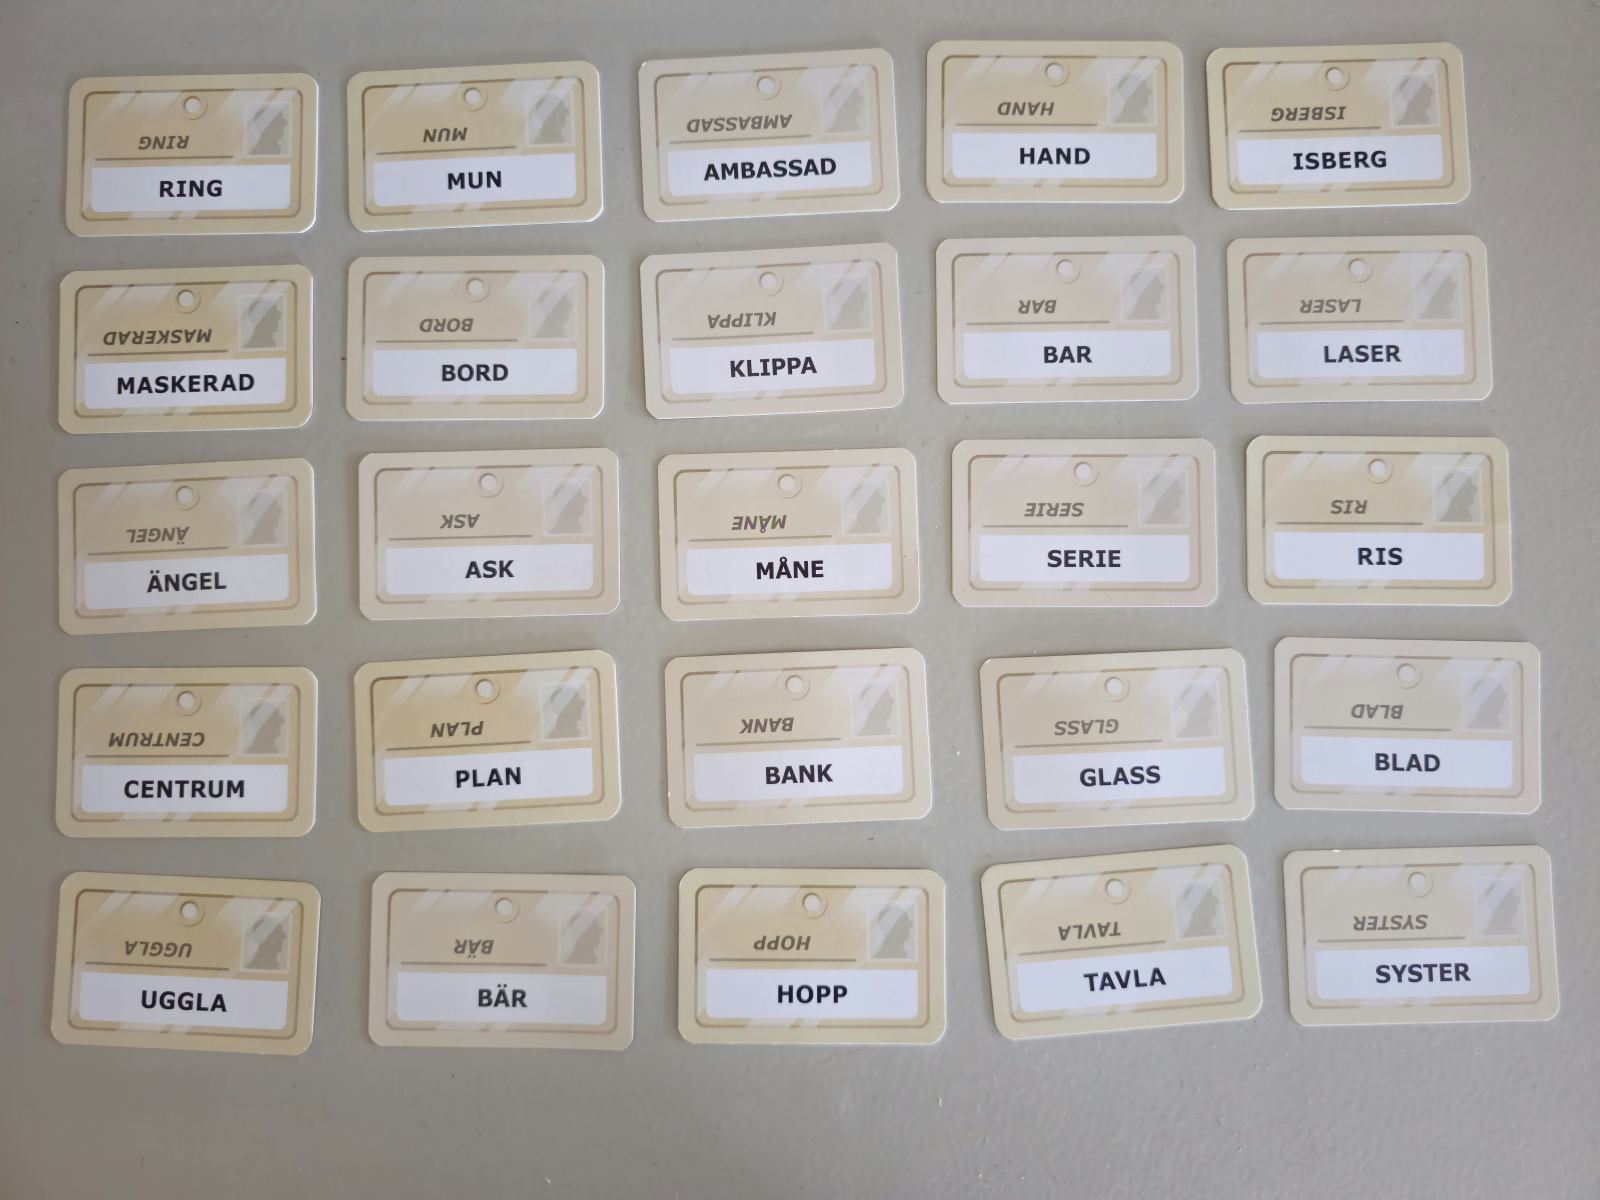 RING
RING
MUN
MUN
AMBASSAD
AMBASSAD
HAND
HAND
ISBERG
ISBERG
MASKERAD
MASKERAD
BORD
BORD
KLIPPA
KLIPPA
BAR
BAR
LASER
LASER
ÄNGEL
ÄNGEL
ASK
ASK
MÅNE
MÅNE
SERIE
SERIE
RIS
RIS
CENTRUM
CENTRUM
PLAN
PLAN
BANK
BANK
GLASS
GLASS
BLAD
BLAD
UGGLA
UGGLA
BÄR
BÄR
HOPP
HOPP
TAVLA
TAVLA
SYSTER
SYSTER